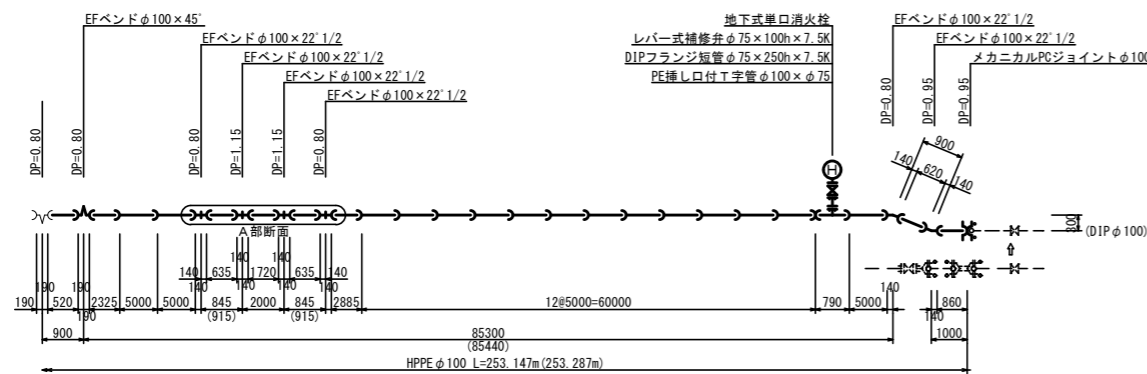 EFベンドφ100×45°
EFベンドφ100×22°1/2
EFベンドφ100×22°1/2
EFベンドφ100×22°1/2
EFベンドφ100×22°1/2
地下式単口消火栓
レバー式補修弁φ75×100h×7.5K
DIPフランジ短管φ75×250h×7.5K
PE挿し口付T字管φ100×φ75
EFベンドφ100×22°1/2
EFベンドφ100×22°1/2
メカニカルPCジョイントφ100
DP=0.80
DP=0.80
DP=0.80
DP=1.15
DP=1.15
DP=0.80
DP=0.80
DP=0.95
DP=0.95
900
140
620
140
H
A部断面
800
(DIPφ100)
140
140
140
635
1720
635
140
140
140
140
140
190
190
520
190
190
2325
5000
5000
845
(915)
2000
845
(915)
2885
12@5000=60000
790
5000
140
140
860
900
85300
(85440)
1000
HPPEφ100 L=253.147m(253.287m)